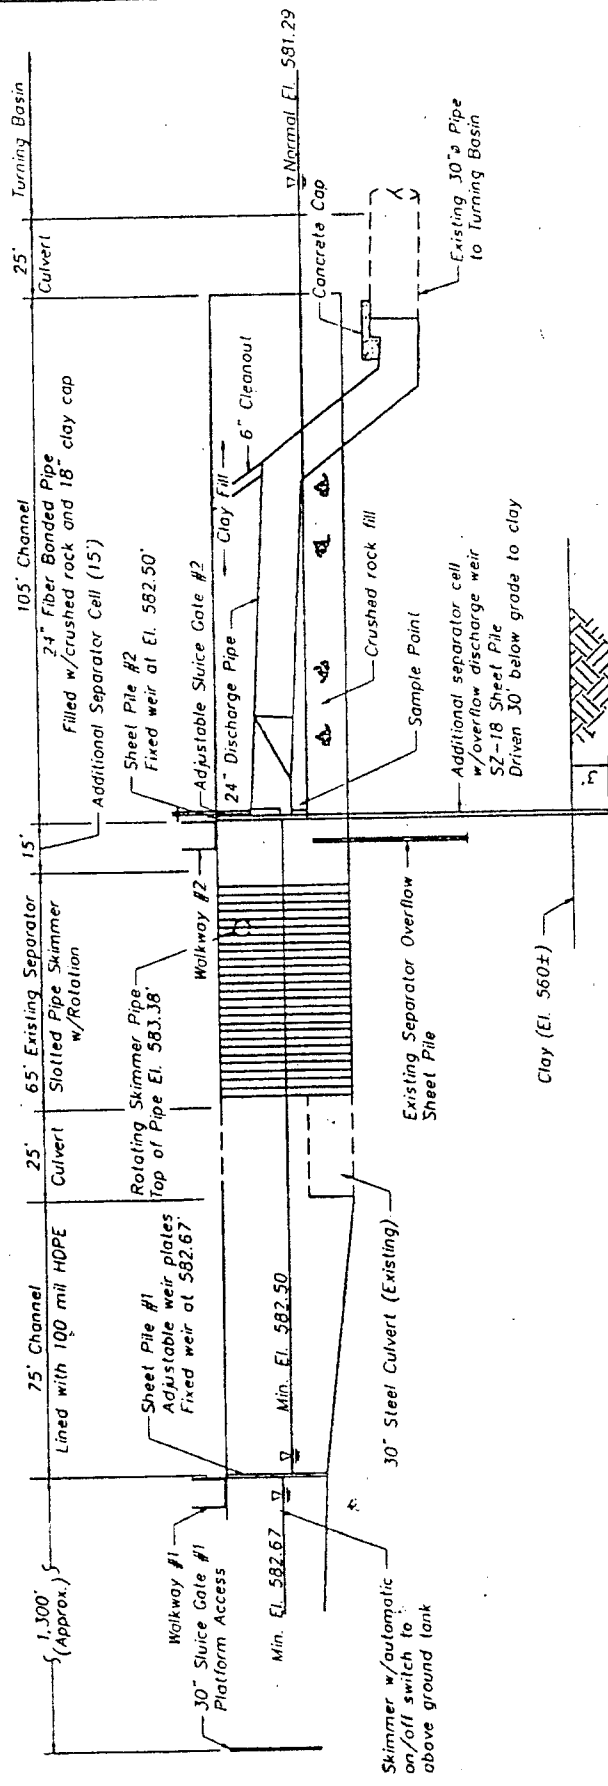 1,300'
(Approx.)
75' Channel
Lined with 100 mil HDPE
25'
Culvert
65' Existing Separator
Slotted Pipe Skimmer
w/Rotation
15'
105' Channel
24" Fiber Bonded Pipe
Filled w/crushed rock and 18" clay cap
Additional Separator Cell (15')
25'
Culvert
Turning Basin
Walkway #1
30" Sluice Gate #1
Platform Access
Sheet Pile #1
Adjustable weir plates
Fixed weir at 582.67'
Rotating Skimmer Pipe
Top of Pipe El. 583.38'
Walkway #2
Sheet Pile #2
Fixed weir at El. 582.50'
Adjustable Sluice Gate #2
24" Discharge Pipe
Clay Fill
6" Cleanout
Concrete Cap
Normal El. 581.29
Min. El. 582.67
Min. El. 582.50
Skimmer w/automatic
on/off switch to
above ground tank
30" Steel Culvert (Existing)
Existing Separator Overflow
Sheet Pile
Crushed rock fill
Sample Point
Additional separator cell
w/overflow discharge weir
SZ-18 Sheet Pile
Driven 30' below grade to clay
Existing 30"ø Pipe
to Turning Basin
Clay (El. 560±)